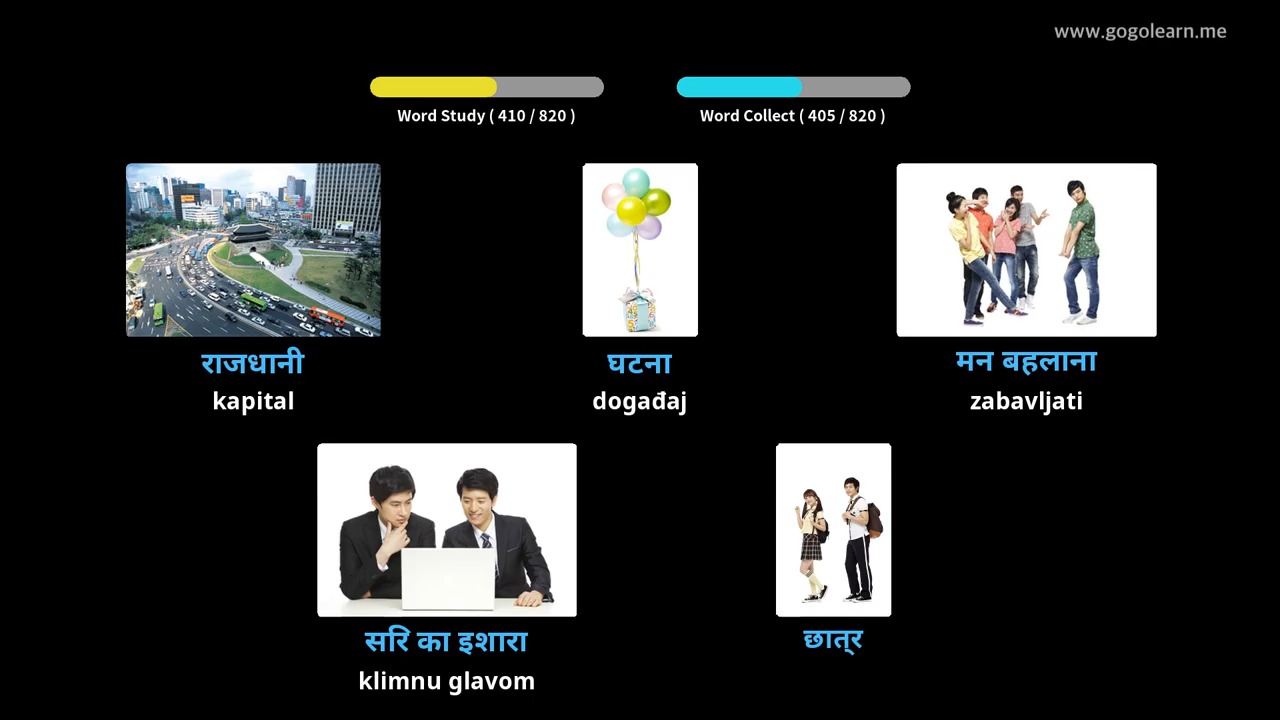 www.gogolearn.me
Word Study ( 410 / 820 )
Word Collect ( 405 / 820 )
राजधानी
kapital
घटना
događaj
मन बहलाना
zabavljati
सरि का इशारा
klimnu glavom
छात्र